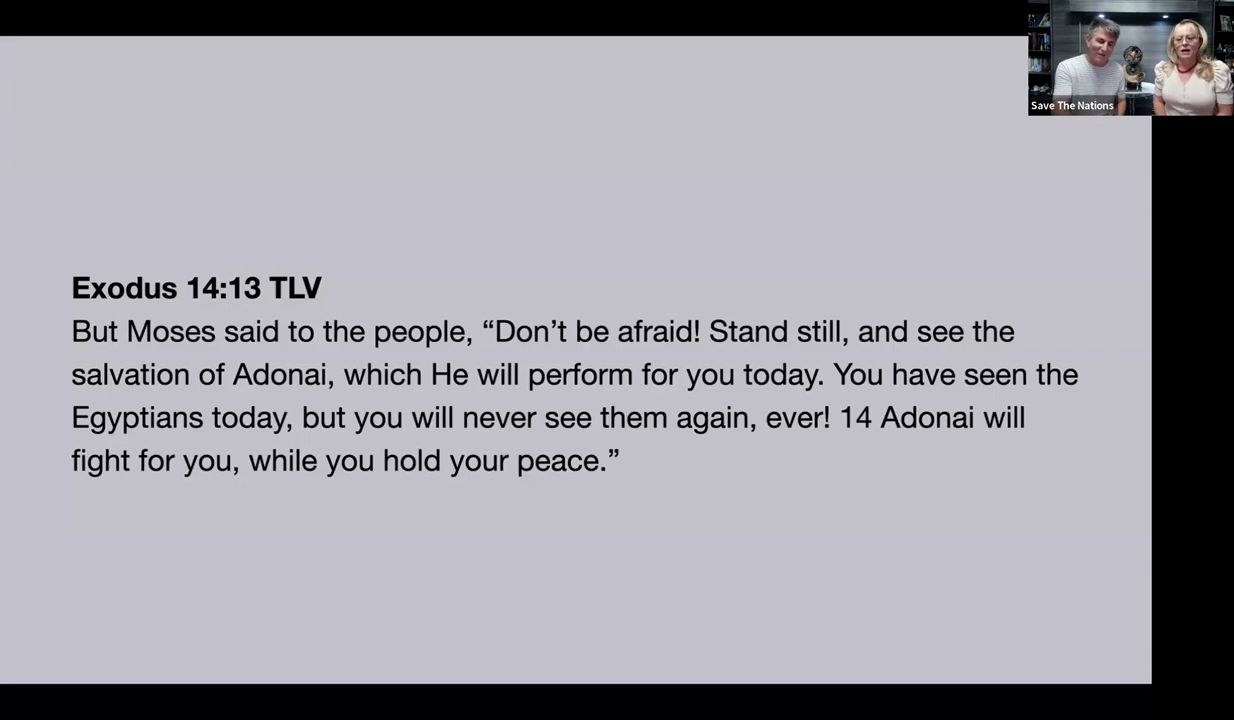 Save The Nations
Exodus 14:13 TLV
But Moses said to the people, “Don’t be afraid! Stand still, and see the
salvation of Adonai, which He will perform for you today. You have seen the
Egyptians today, but you will never see them again, ever! 14 Adonai will
fight for you, while you hold your peace.”